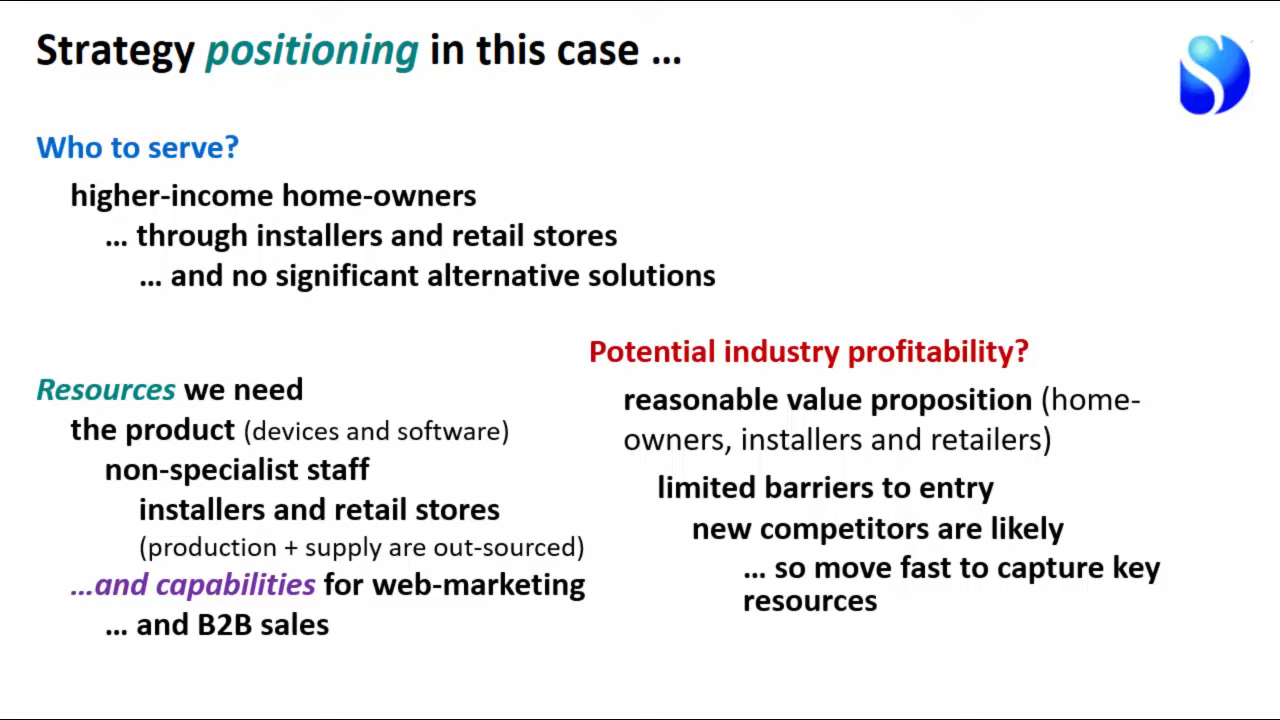 Strategy positioning in this case ...
Who to serve?
higher-income home-owners
... through installers and retail stores
... and no significant alternative solutions
Resources we need
the product (devices and software)
non-specialist staff
installers and retail stores
(production + supply are out-sourced)
...and capabilities for web-marketing
... and B2B sales
Potential industry profitability?
reasonable value proposition (home-
owners, installers and retailers)
limited barriers to entry
new competitors are likely
... so move fast to capture key
resources